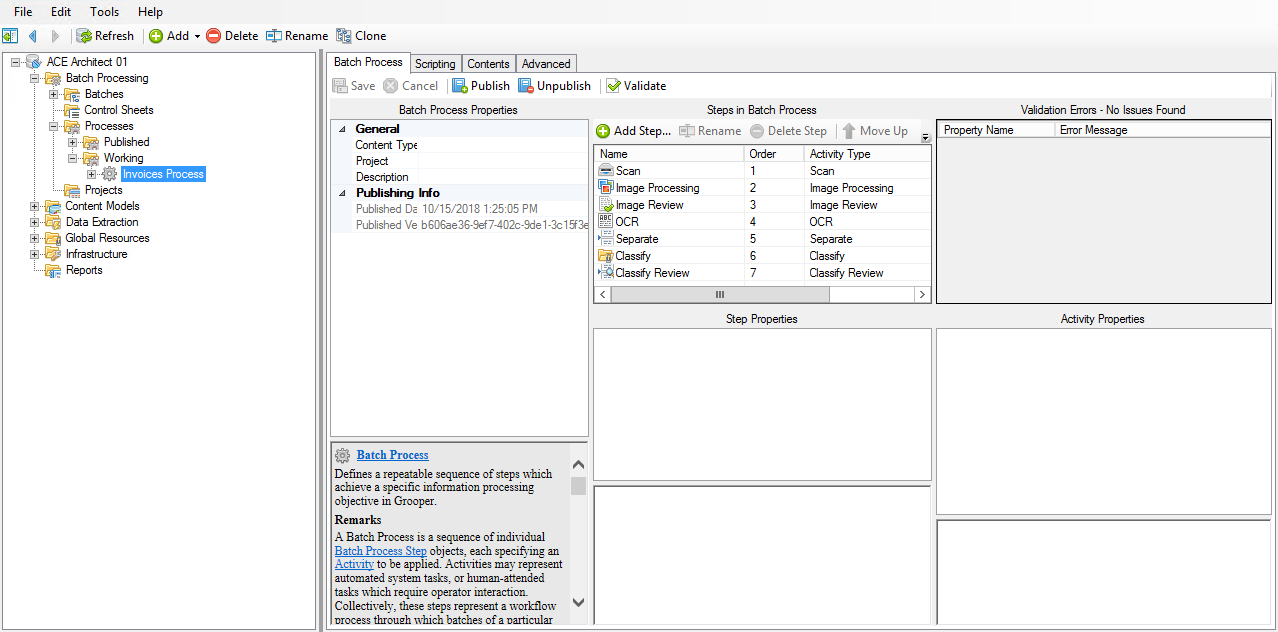 File Edit Tools Help
Refresh Add Delete Rename Clone
ACE Architect 01
Batch Processing
Batches
Control Sheets
Processes
Published
Working
Invoices Process
Projects
Content Models
Data Extraction
Global Resources
Infrastructure
Reports
Batch Process Scripting Contents Advanced
Save Cancel Publish Unpublish Validate
Batch Process Properties
General
Content Type
Project
Description
Publishing Info
Published Da 10/15/2018 1:25:05 PM
Published Ve b606ae36-9ef7-402c-9de1-3c15f3e
Batch Process
Defines a repeatable sequence of steps which
achieve a specific information processing
objective in Grooper.
Remarks
A Batch Process is a sequence of individual
Batch Process Step objects, each specifying an
Activity to be applied. Activities may represent
automated system tasks, or human-attended
tasks which require operator interaction.
Collectively, these steps represent a workflow
process through which batches of a particular
Steps in Batch Process
Add Step... Rename Delete Step Move Up
Name Order Activity Type
Scan 1 Scan
Image Processing 2 Image Processing
Image Review 3 Image Review
ABC OCR 4 OCR
Separate 5 Separate
Classify 6 Classify
Classify Review 7 Classify Review
Step Properties
Validation Errors - No Issues Found
Property Name Error Message
Activity Properties